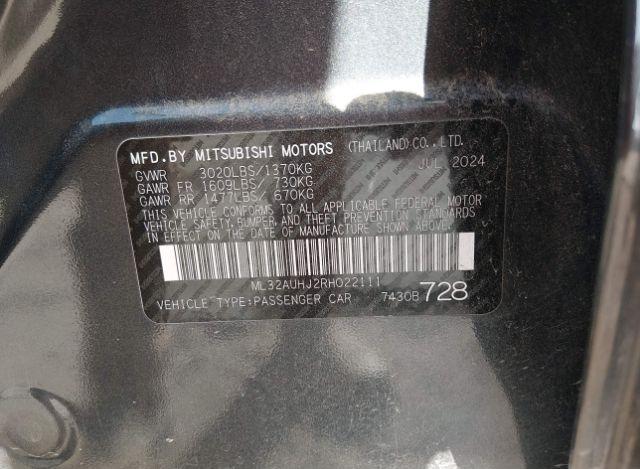 MFD.BY MITSUBISHI MOTORS (THAILAND)CO.,LTD.
GVWR 3020LBS/1370KG JUL 2024
GAWR FR 1609LBS/ 730KG
GAWR RR 1477LBS/ 670KG
THIS VEHICLE CONFORMS TO ALL APPLICABLE FEDERAL MOTOR
VEHICLE SAFETY,BUMPER,AND THEFT PREVENTION STANDARDS
IN EFFECT ON THE DATE OF MANUFACTURE SHOWN ABOVE.
ML32AUHJ2RH022111
VEHICLE TYPE:PASSENGER CAR 7430B 728